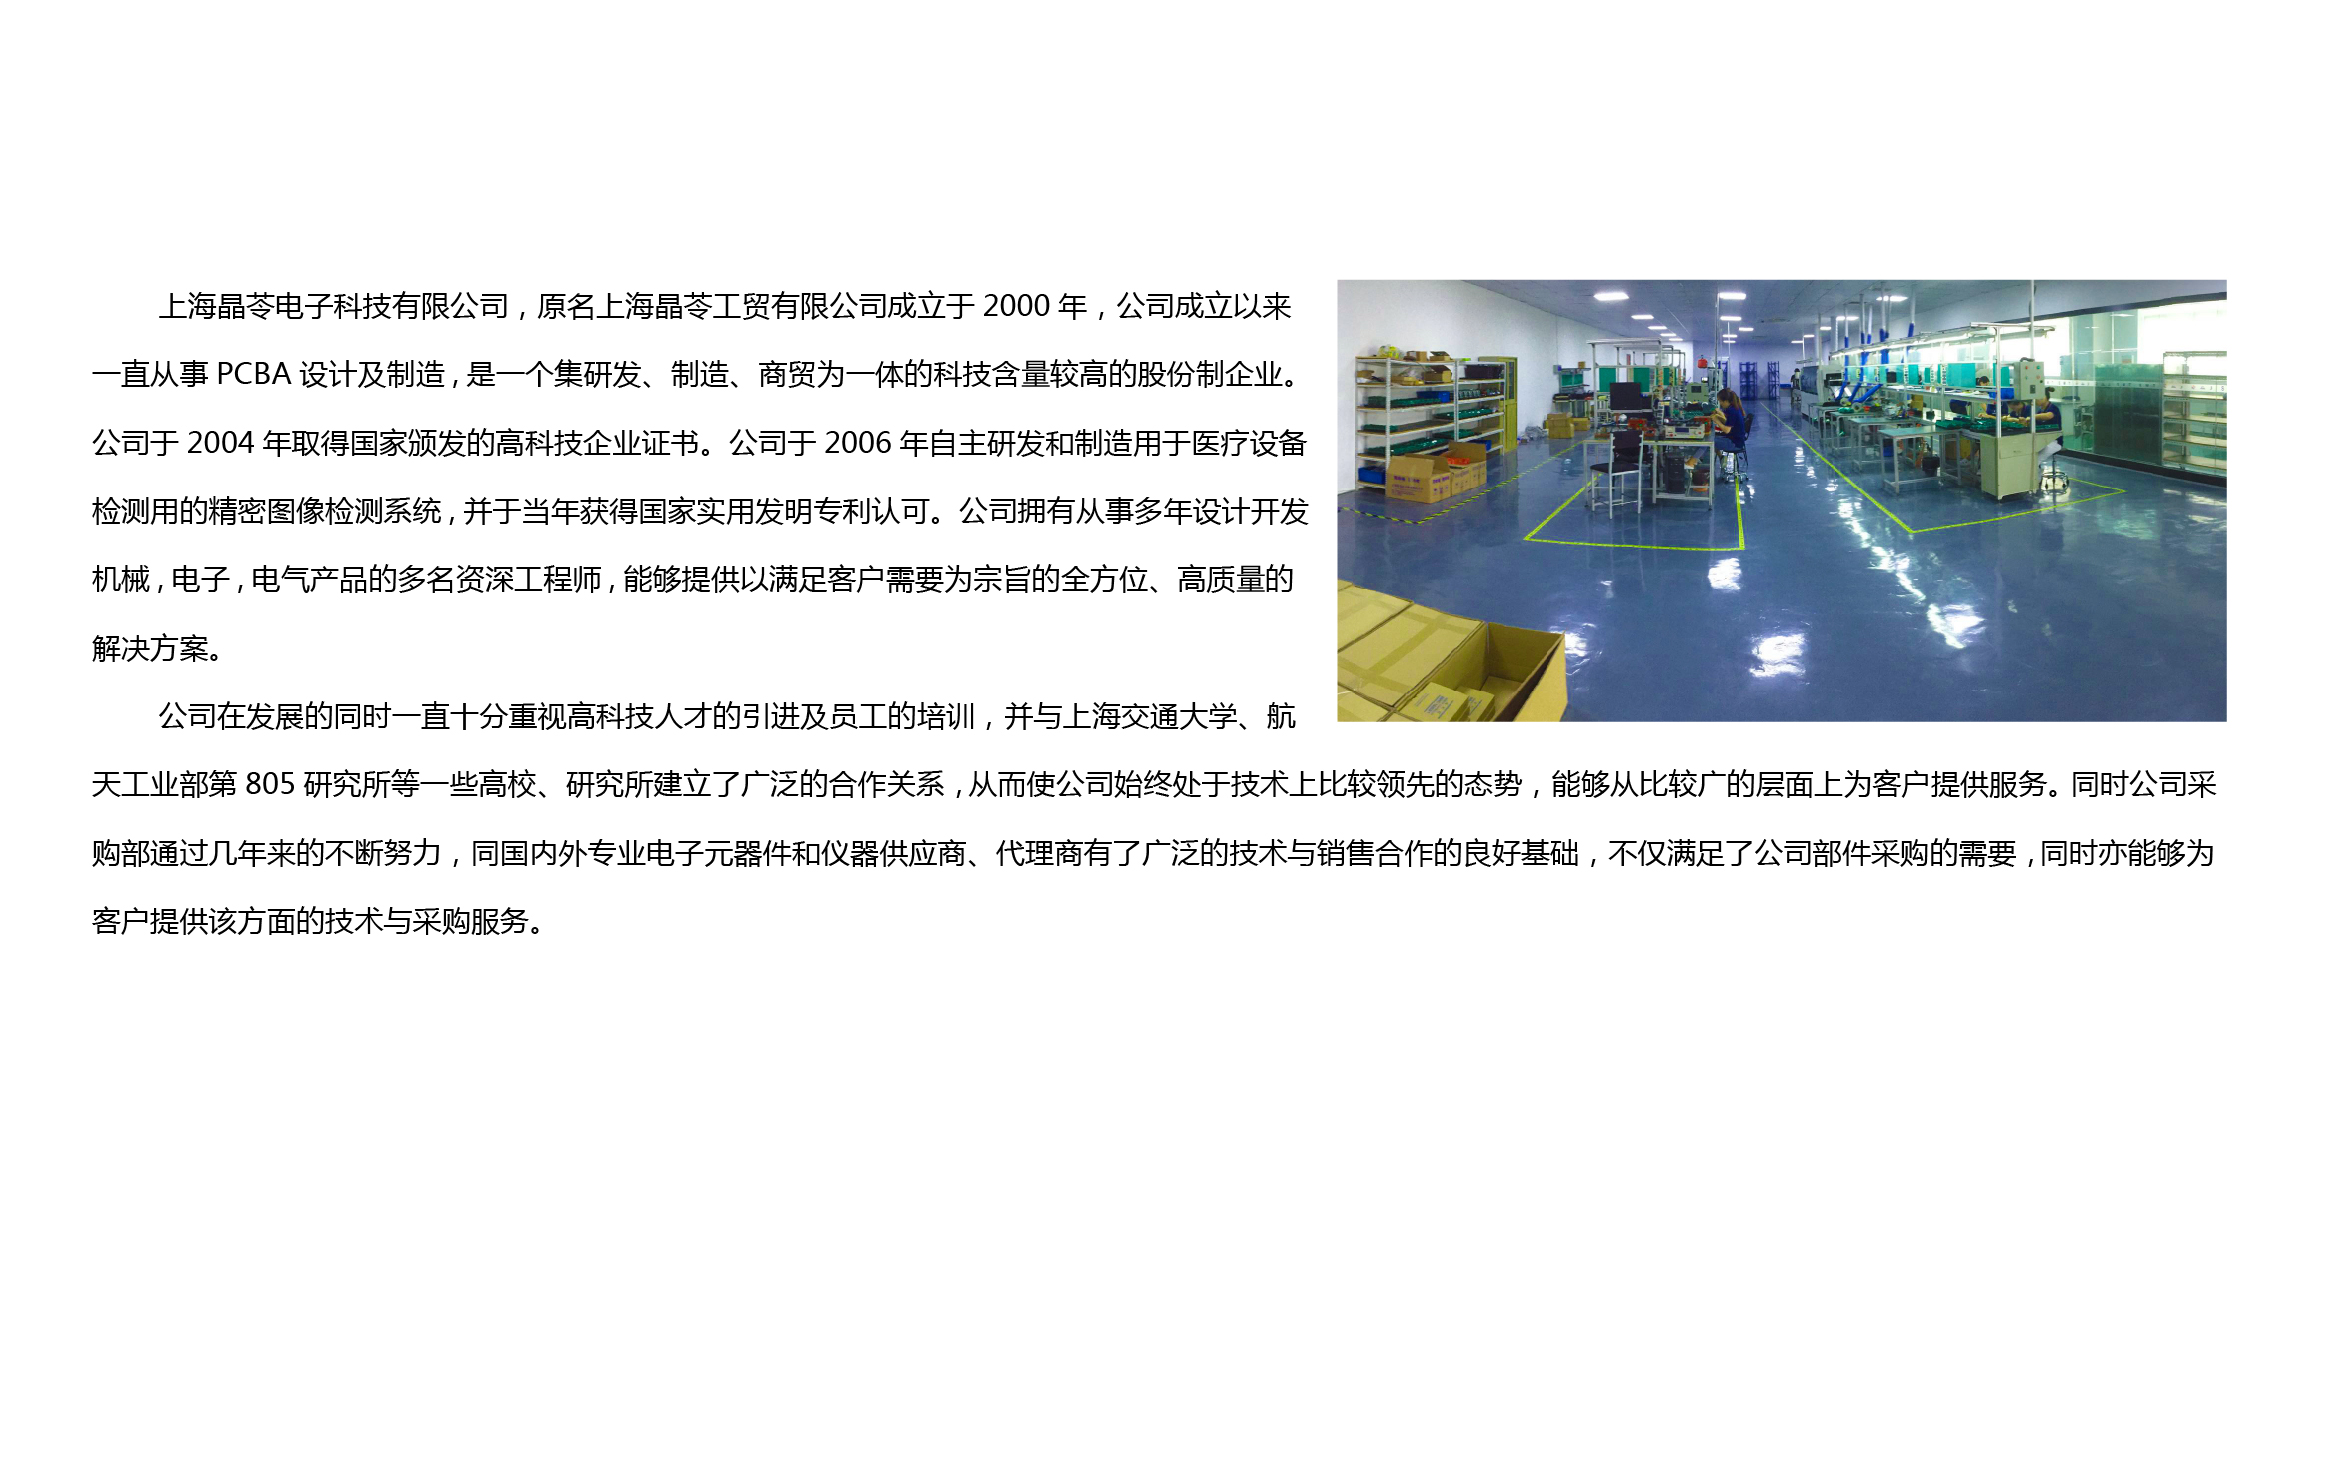 上海晶苓电子科技有限公司，原名上海晶苓工贸有限公司成立于 2000 年，公司成立以来
一直从事 PCBA 设计及制造，是一个集研发、制造、商贸为一体的科技含量较高的股份制企业。
公司于 2004 年取得国家颁发的高科技企业证书。公司于 2006 年自主研发和制造用于医疗设备
检测用的精密图像检测系统，并于当年获得国家实用发明专利认可。公司拥有从事多年设计开发
机械，电子，电气产品的多名资深工程师，能够提供以满足客户需要为宗旨的全方位、高质量的
解决方案。
公司在发展的同时一直十分重视高科技人才的引进及员工的培训，并与上海交通大学、航
天工业部第 805 研究所等一些高校、研究所建立了广泛的合作关系，从而使公司始终处于技术上比较领先的态势，能够从比较广的层面上为客户提供服务。同时公司采
购部通过几年来的不断努力，同国内外专业电子元器件和仪器供应商、代理商有了广泛的技术与销售合作的良好基础，不仅满足了公司部件采购的需要，同时亦能够为
客户提供该方面的技术与采购服务。